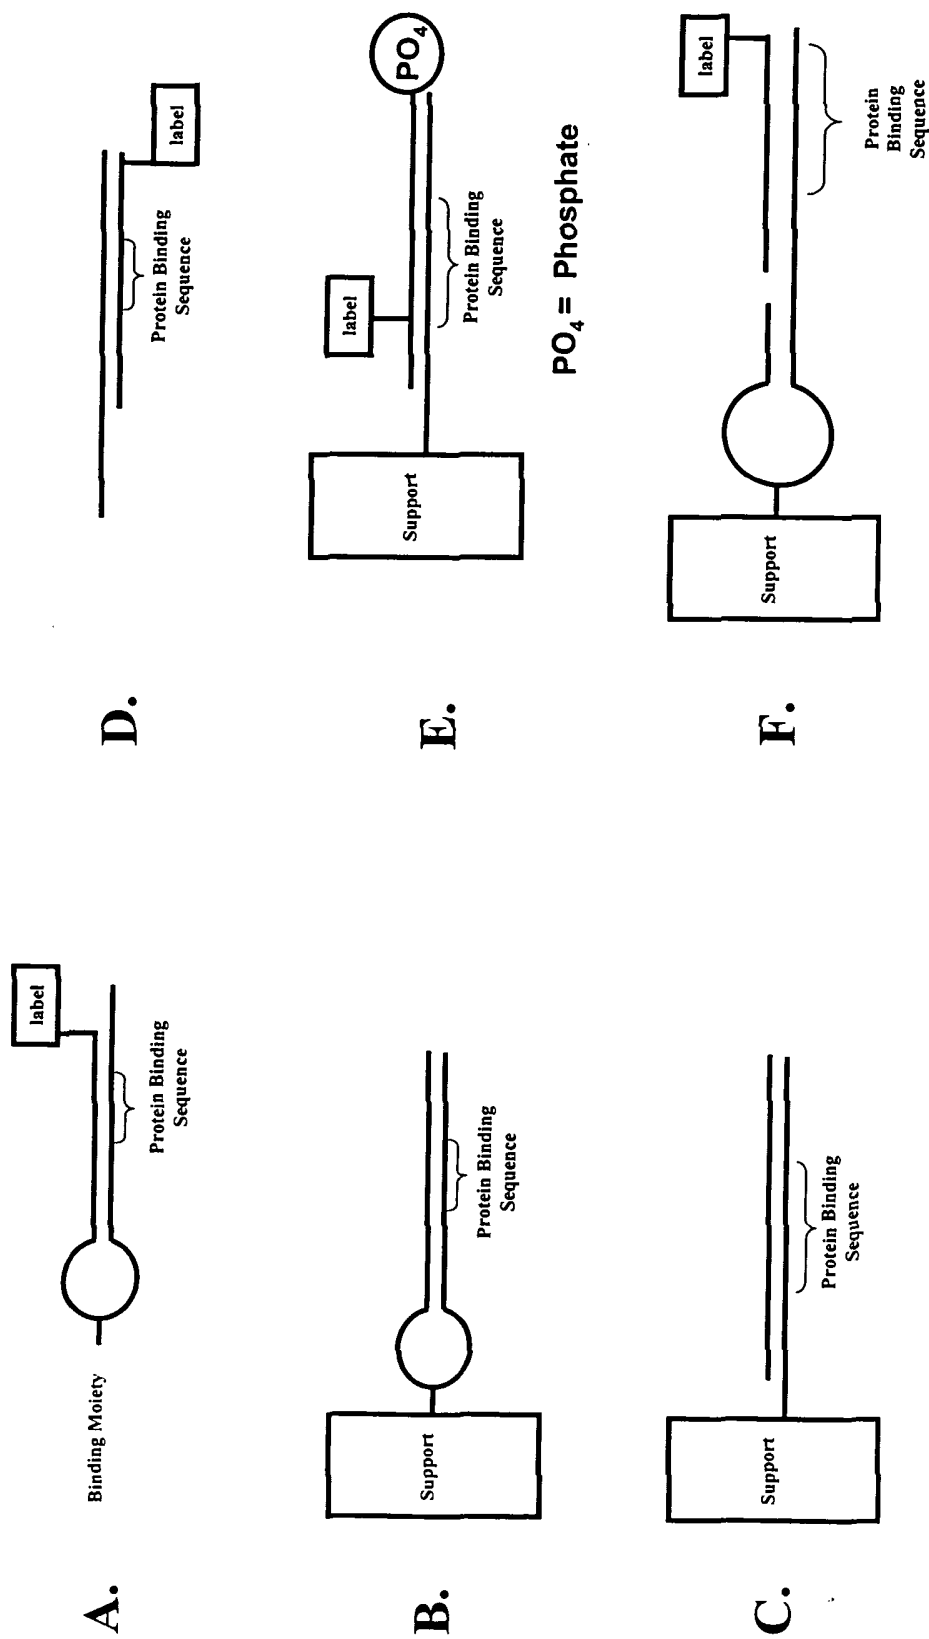 A.
Binding Moiety
label
Protein Binding
Sequence
B.
Support
Protein Binding
Sequence
C.
Support
Protein Binding
Sequence
D.
label
Protein Binding
Sequence
E.
Support
label
PO4
Protein Binding
Sequence
PO4 = Phosphate
F.
Support
label
Protein
Binding
Sequence